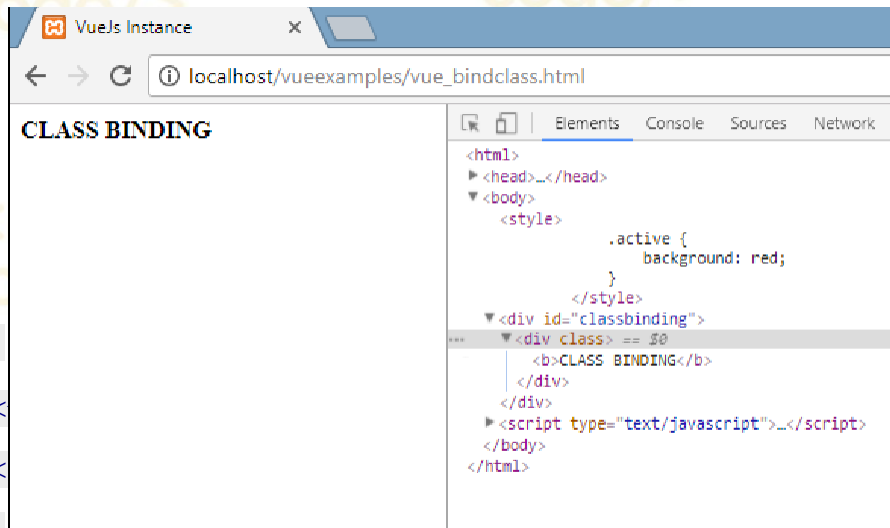 VueJs Instance
localhost/vueexamples/vue_bindclass.html
CLASS BINDING
Elements Console Sources Network
<html>
▶<head>…</head>
▼<body>
<style>
.active {
background: red;
}
</style>
▼<div id="classbinding">
… ▼<div class> == $0
<b>CLASS BINDING</b>
</div>
</div>
▶<script type="text/javascript">…</script>
</body>
</html>
<
<